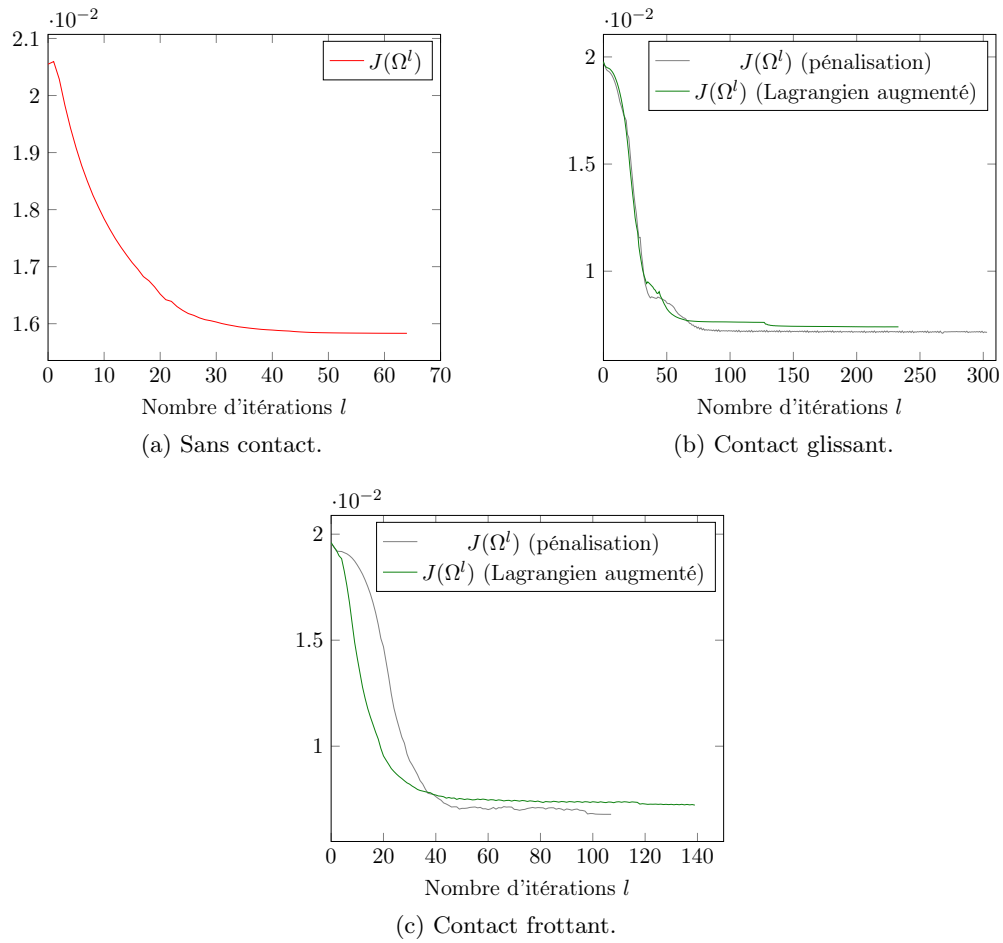 ·10⁻²
2.1
2
1.9
1.8
1.7
1.6
0 10 20 30 40 50 60 70
J(Ωˡ)
Nombre d'itérations l
(a) Sans contact.
·10⁻²
2
1.5
1
0 50 100 150 200 250 300
J(Ωˡ) (pénalisation)
J(Ωˡ) (Lagrangien augmenté)
Nombre d'itérations l
(b) Contact glissant.
·10⁻²
2
1.5
1
0 20 40 60 80 100 120 140
J(Ωˡ) (pénalisation)
J(Ωˡ) (Lagrangien augmenté)
Nombre d'itérations l
(c) Contact frottant.